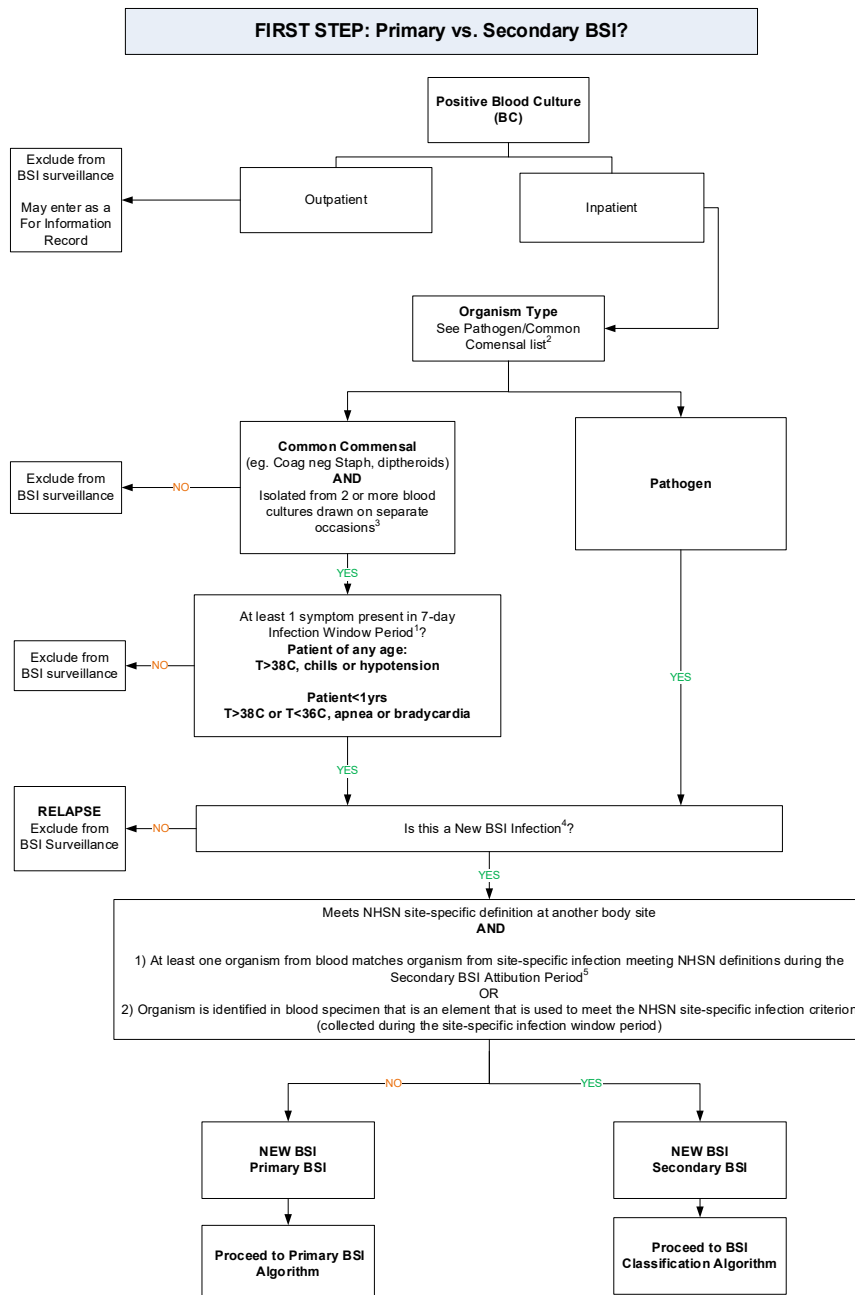 FIRST STEP: Primary vs. Secondary BSI?
Positive Blood Culture
(BC)
Exclude from
BSI surveillance
May enter as a
For Information
Record
Outpatient
Inpatient
Organism Type
See Pathogen/Common
Comensal list2
Common Commensal
(eg. Coag neg Staph, diptheroids)
AND
Isolated from 2 or more blood
cultures drawn on separate
occasions3
Pathogen
Exclude from
BSI surveillance
NO
YES
At least 1 symptom present in 7-day
Infection Window Period1?
Patient of any age:
T>38C, chills or hypotension
Patient<1yrs
T>38C or T<36C, apnea or bradycardia
Exclude from
BSI surveillance
NO
YES
YES
RELAPSE
Exclude from
BSI Surveillance
NO
Is this a New BSI Infection4?
YES
Meets NHSN site-specific definition at another body site
AND
1) At least one organism from blood matches organism from site-specific infection meeting NHSN definitions during the
Secondary BSI Attibution Period5
OR
2) Organism is identified in blood specimen that is an element that is used to meet the NHSN site-specific infection criterion
(collected during the site-specific infection window period)
NO
YES
NEW BSI
Primary BSI
NEW BSI
Secondary BSI
Proceed to Primary BSI
Algorithm
Proceed to BSI
Classification Algorithm